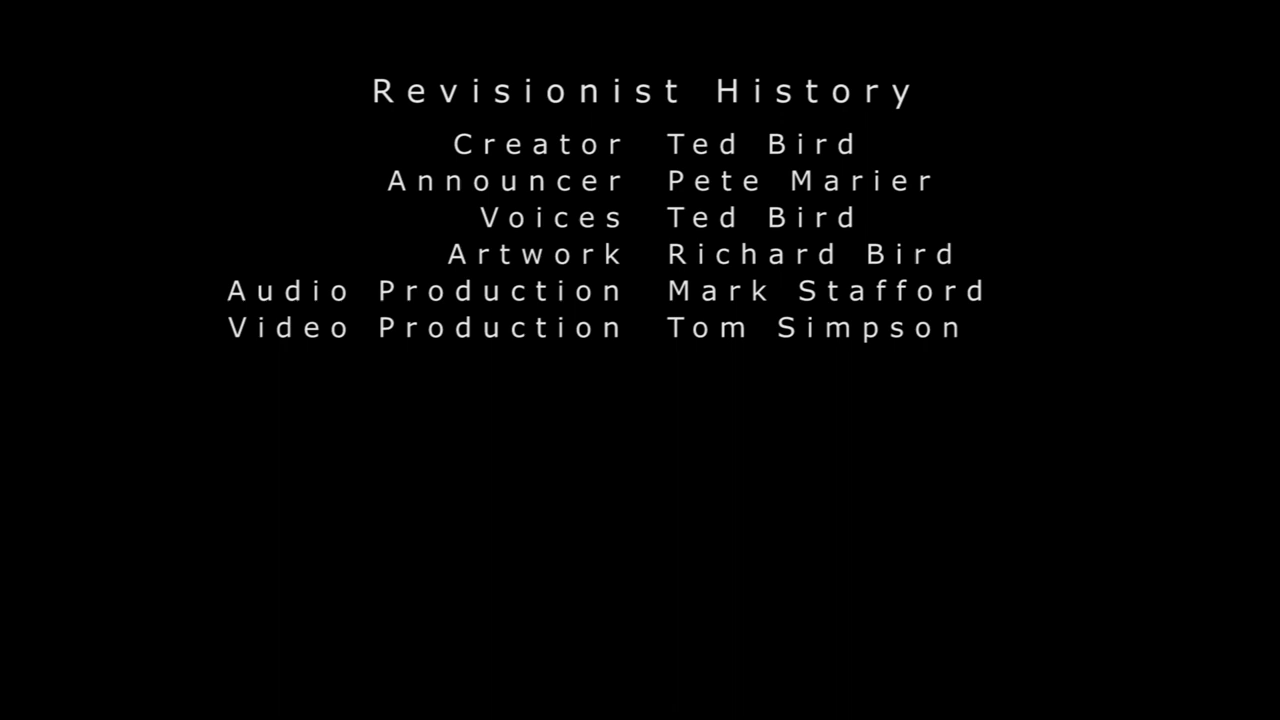 Revisionist History
Creator Ted Bird
Announcer Pete Marier
Voices Ted Bird
Artwork Richard Bird
Audio Production Mark Stafford
Video Production Tom Simpson